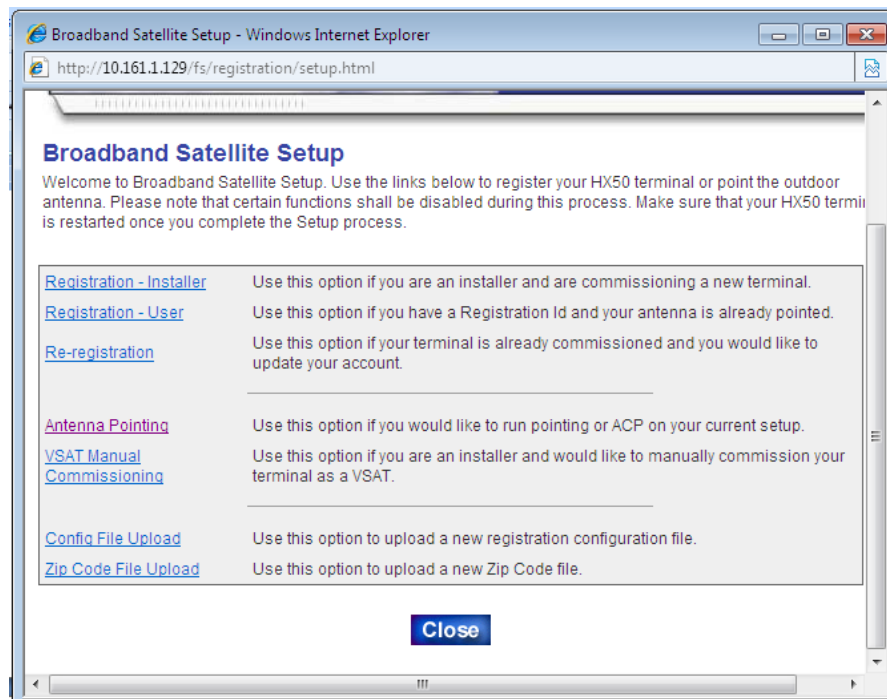 Broadband Satellite Setup - Windows Internet Explorer
http://10.161.1.129/fs/registration/setup.html
Broadband Satellite Setup
Welcome to Broadband Satellite Setup. Use the links below to register your HX50 terminal or point the outdoor
antenna. Please note that certain functions shall be disabled during this process. Make sure that your HX50 termi
is restarted once you complete the Setup process.
Registration - Installer Use this option if you are an installer and are commissioning a new terminal.
Registration - User Use this option if you have a Registration Id and your antenna is already pointed.
Re-registration Use this option if your terminal is already commissioned and you would like to
update your account.
Antenna Pointing Use this option if you would like to run pointing or ACP on your current setup.
VSAT Manual Use this option if you are an installer and would like to manually commission your
Commissioning terminal as a VSAT.
Config File Upload Use this option to upload a new registration configuration file.
Zip Code File Upload Use this option to upload a new Zip Code file.
Close